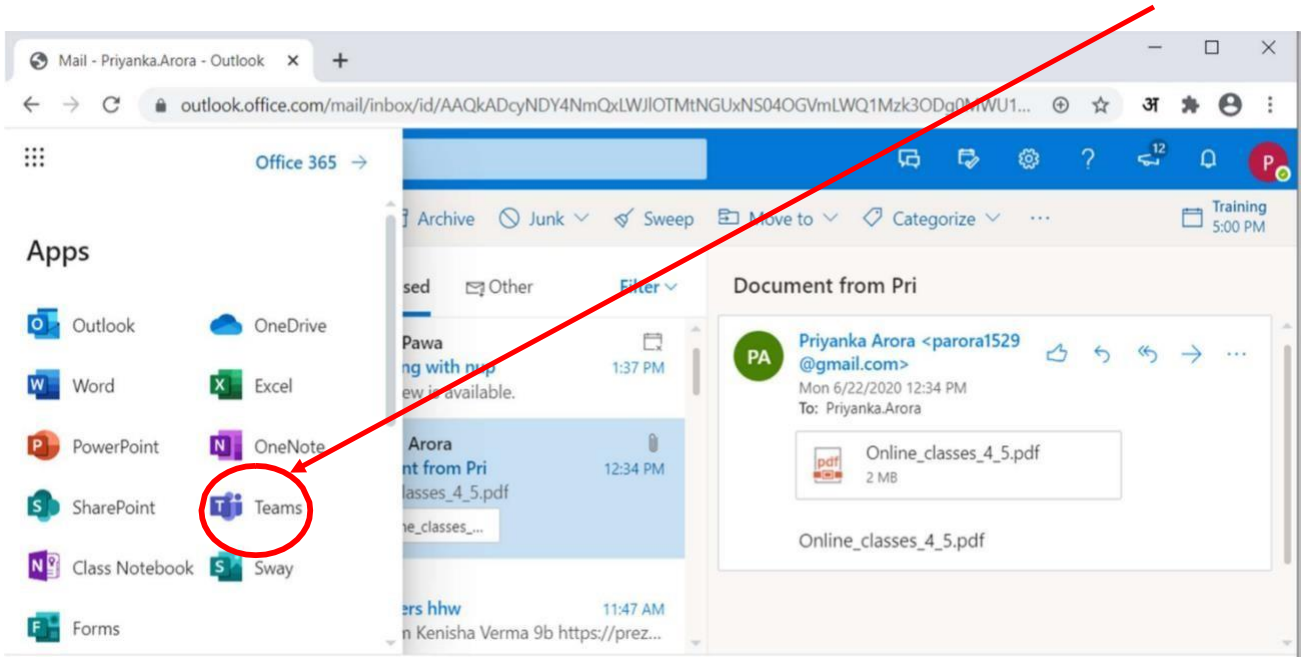 Mail - Priyanka.Arora - Outlook
outlook.office.com/mail/inbox/id/AAQkADcyNDY4NmQxLWJlOTMtNGUxNS04OGVmLWQ1Mzk3ODg0MWU1...
अ
Office 365 →
?
12
P
Archive
Junk
Sweep
Move to
Categorize
...
Training
5:00 PM
Apps
Outlook
OneDrive
Word
Excel
PowerPoint
OneNote
SharePoint
Teams
Class Notebook
Sway
Forms
sed
Other
Filter
Pawa
ng with nup
1:37 PM
ew is available.
Arora
nt from Pri
12:34 PM
lasses_4_5.pdf
ne_classes_...
ers hhw
11:47 AM
n Kenisha Verma 9b https://prez...
Document from Pri
PA
Priyanka Arora <parora1529
@gmail.com>
Mon 6/22/2020 12:34 PM
To: Priyanka.Arora
pdf
Online_classes_4_5.pdf
2 MB
Online_classes_4_5.pdf